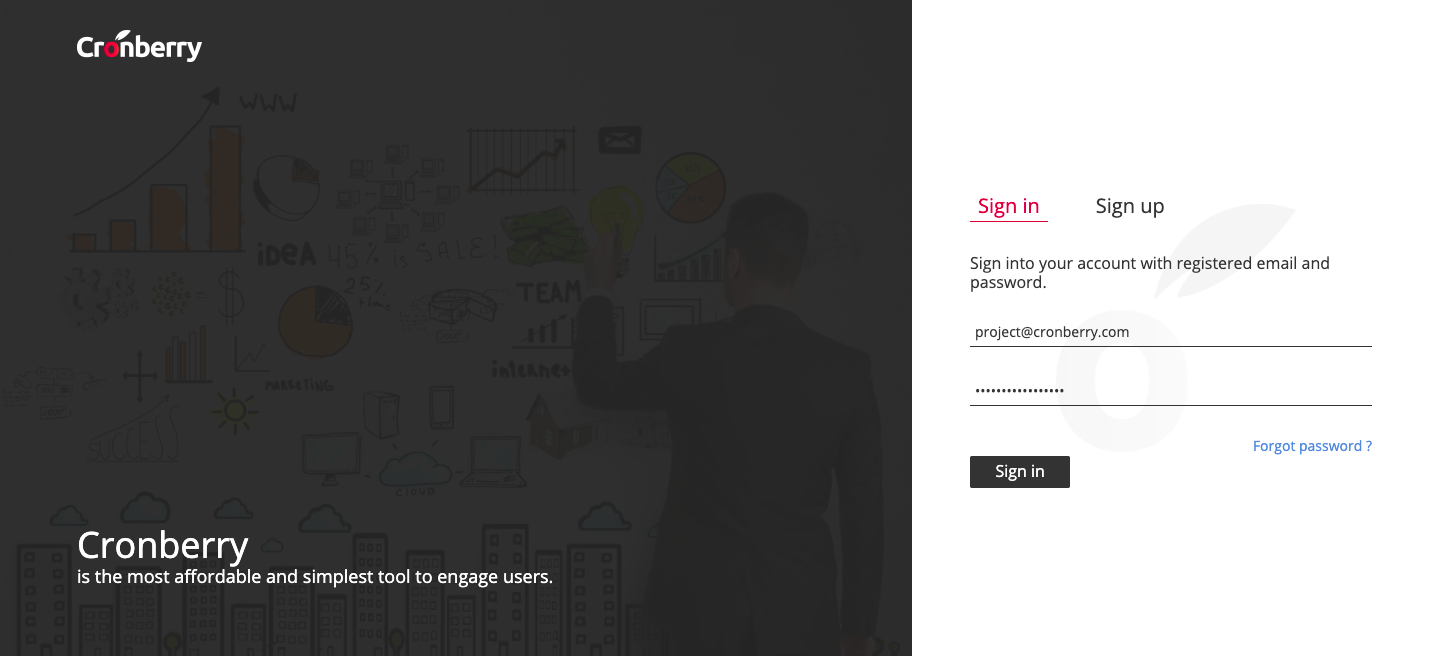 Cronberry
WWW
IDEA 45% is SALE!
25%
TEAM
internet
MARKETING
SUCCESS
CLOUD
Cronberry
is the most affordable and simplest tool to engage users.
Sign in
Sign up
Sign into your account with registered email and
password.
project@cronberry.com
•••••••••••••••••
Forgot password ?
Sign in